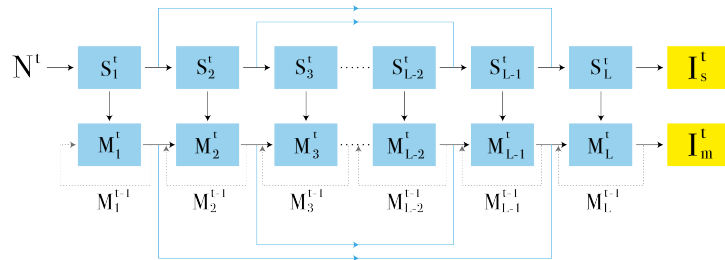 N^t S_1^t S_2^t S_3^t ...... S_{L-2}^t S_{L-1}^t S_L^t I_s^t
M_1^t M_2^t M_3^t ...... M_{L-2}^t M_{L-1}^t M_L^t I_m^t
M_1^{t-1} M_2^{t-1} M_3^{t-1} M_{L-2}^{t-1} M_{L-1}^{t-1} M_L^{t-1}